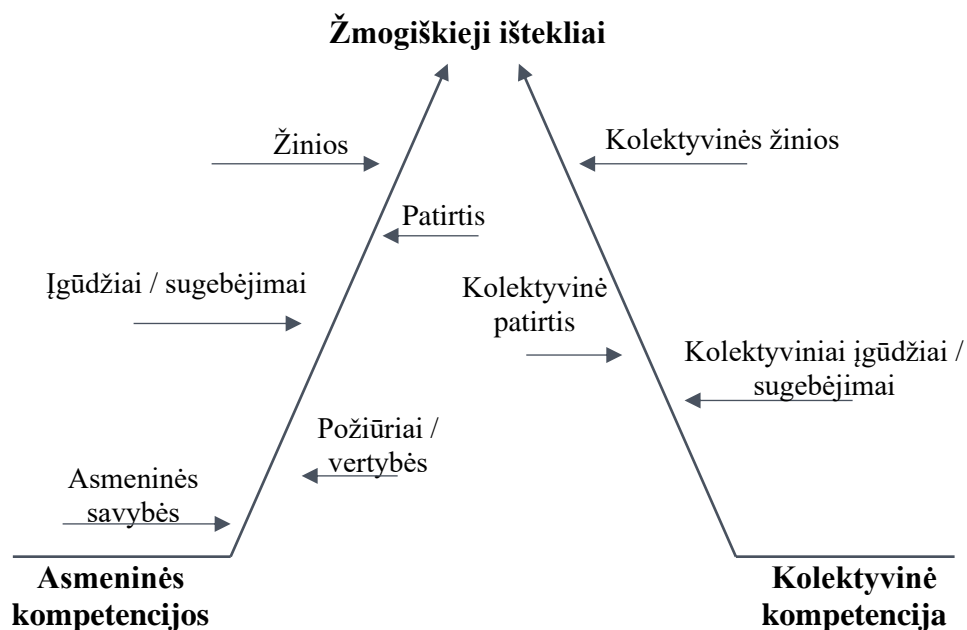 Žmogiškieji ištekliai
Žinios
Kolektyvinės žinios
Patirtis
Įgūdžiai / sugebėjimai
Kolektyvinė
patirtis
Kolektyviniai įgūdžiai /
sugebėjimai
Požiūriai /
vertybės
Asmeninės
savybės
Asmeninės
kompetencijos
Kolektyvinė
kompetencija